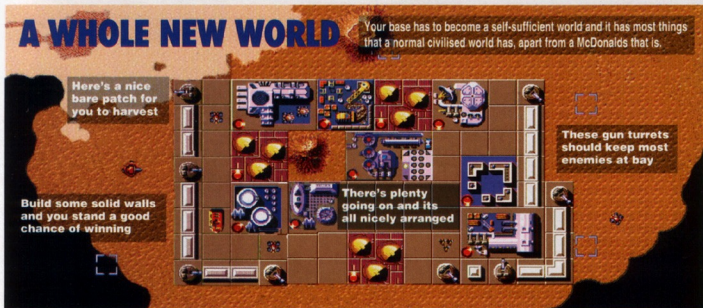 A WHOLE NEW WORLD
Your base has to become a self-sufficient world and it has most things
that a normal civilised world has, apart from a McDonalds that is.
Here's a nice
bare patch for
you to harvest
These gun turrets
should keep most
enemies at bay
Build some solid walls
and you stand a good
chance of winning
There's plenty
going on and its
all nicely arranged